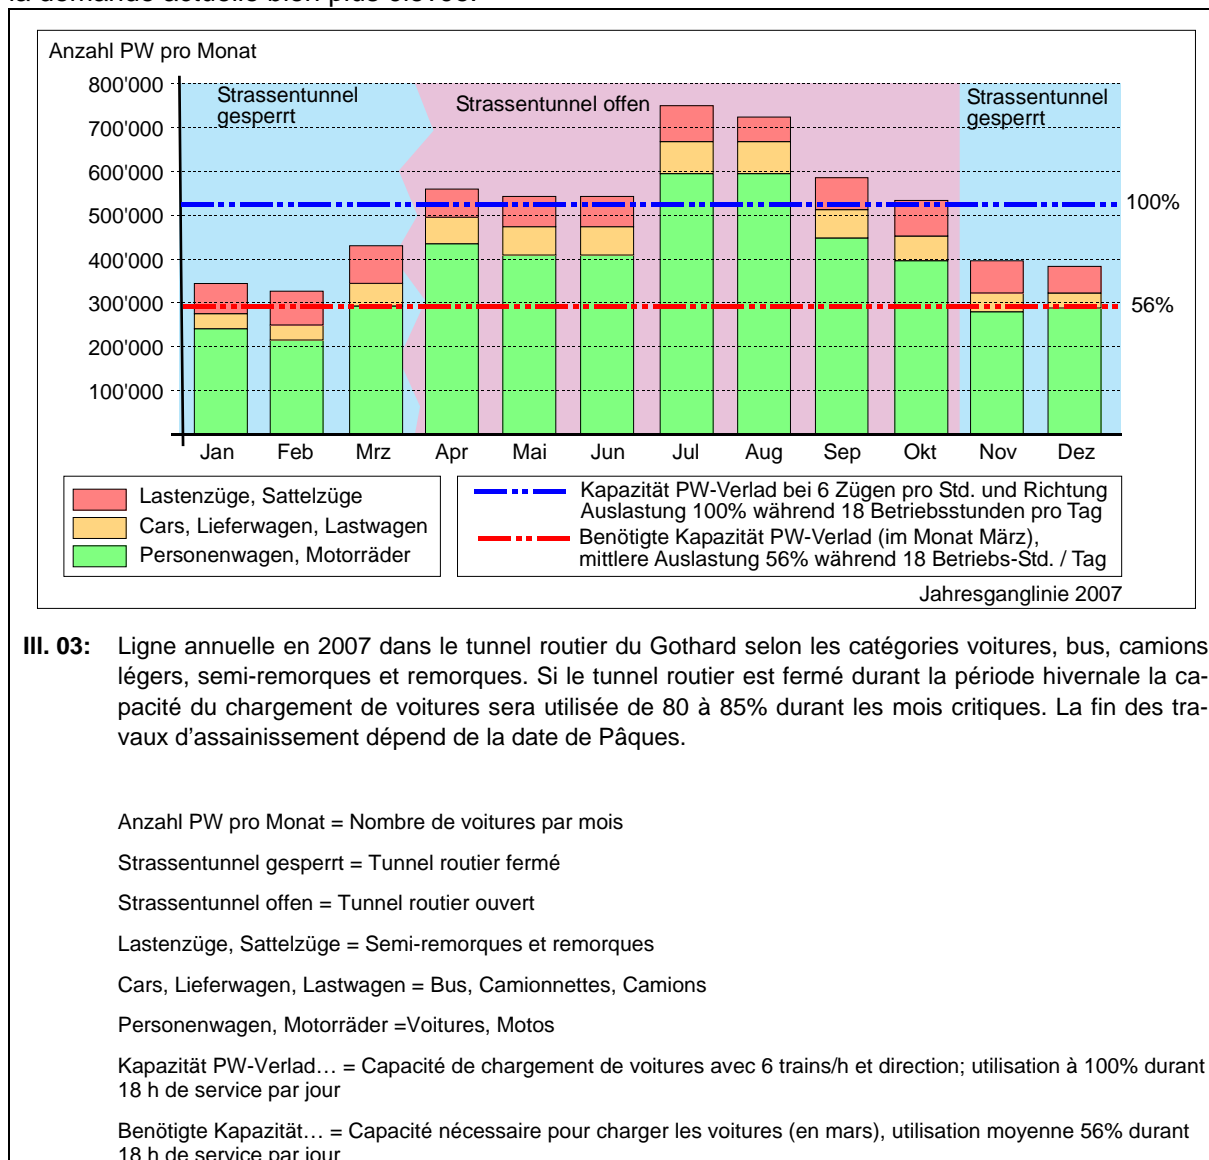 Anzahl PW pro Monat
800'000
700'000
600'000
500'000
400'000
300'000
200'000
100'000
Strassentunnel
gesperrt
Strassentunnel offen
Strassentunnel
gesperrt
100%
56%
Jan Feb Mrz Apr Mai Jun Jul Aug Sep Okt Nov Dez
Lastenzüge, Sattelzüge
Cars, Lieferwagen, Lastwagen
Personenwagen, Motorräder
Kapazität PW-Verlad bei 6 Zügen pro Std. und Richtung
Auslastung 100% während 18 Betriebsstunden pro Tag
Benötigte Kapazität PW-Verlad (im Monat März),
mittlere Auslastung 56% während 18 Betriebs-Std. / Tag
Jahresganglinie 2007
Ill. 03: Ligne annuelle en 2007 dans le tunnel routier du Gothard selon les catégories voitures, bus, camions
légers, semi-remorques et remorques. Si le tunnel routier est fermé durant la période hivernale la ca-
pacité du chargement de voitures sera utilisée de 80 à 85% durant les mois critiques. La fin des tra-
vaux d'assainissement dépend de la date de Pâques.
Anzahl PW pro Monat = Nombre de voitures par mois
Strassentunnel gesperrt = Tunnel routier fermé
Strassentunnel offen = Tunnel routier ouvert
Lastenzüge, Sattelzüge = Semi-remorques et remorques
Cars, Lieferwagen, Lastwagen = Bus, Camionnettes, Camions
Personenwagen, Motorräder =Voitures, Motos
Kapazität PW-Verlad… = Capacité de chargement de voitures avec 6 trains/h et direction; utilisation à 100% durant
18 h de service par jour
Benötigte Kapazität… = Capacité nécessaire pour charger les voitures (en mars), utilisation moyenne 56% durant
18 h de service par jour